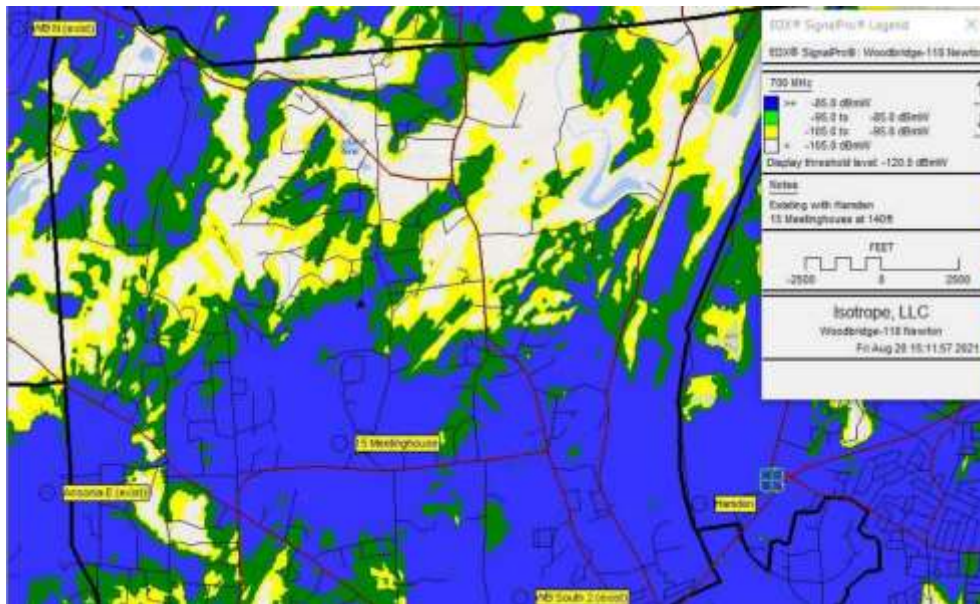 WB N (exist)
EDX® SignalPro® Legend
EDX® SignalPro®: Woodbridge-118 Newto
700 MHz
>= -85.0 dBmW
-95.0 to -85.0 dBmW
-105.0 to -95.0 dBmW
< -105.0 dBmW
Display threshold level: -120.0 dBmW
Notes
Existing with Hamden
15 Meetinghouse at 140ft
FEET
-2500 0 2500
Isotrope, LLC
Woodbridge-118 Newton
Fri Aug 20 15:11:57 2021
15 Meetinghouse
Ansonia E (exist)
Hamden
WB South 2 (exist)